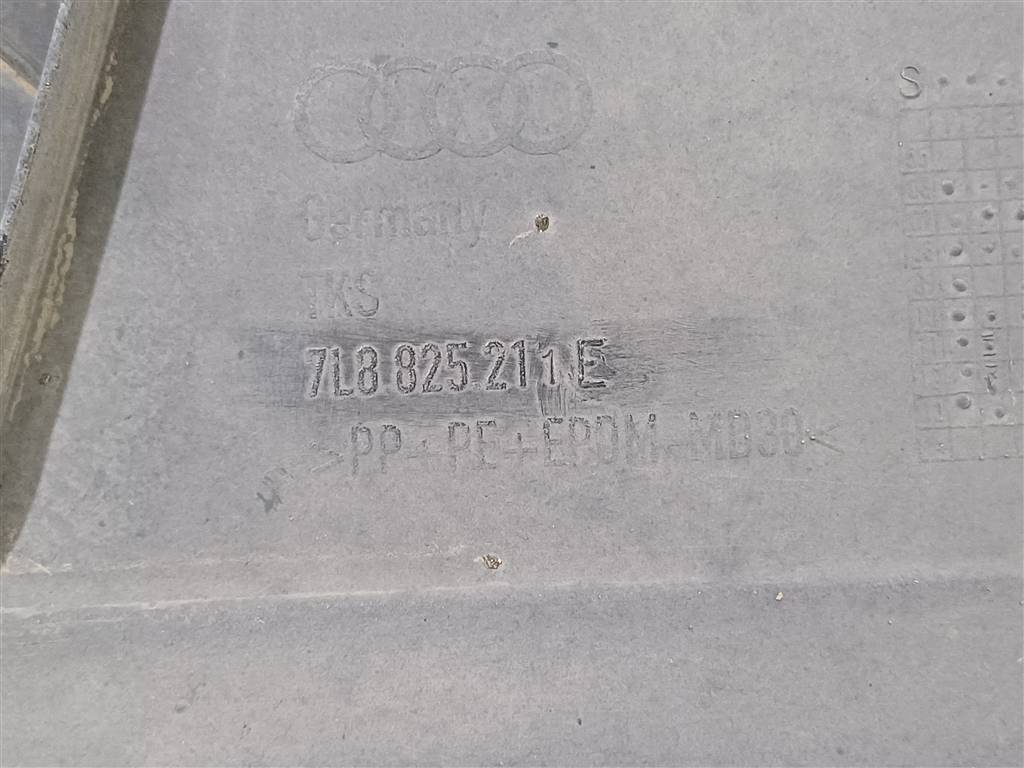 Germany
TKS
7L8 825 211 E
>PP+PE+EPDM-MD30<
S